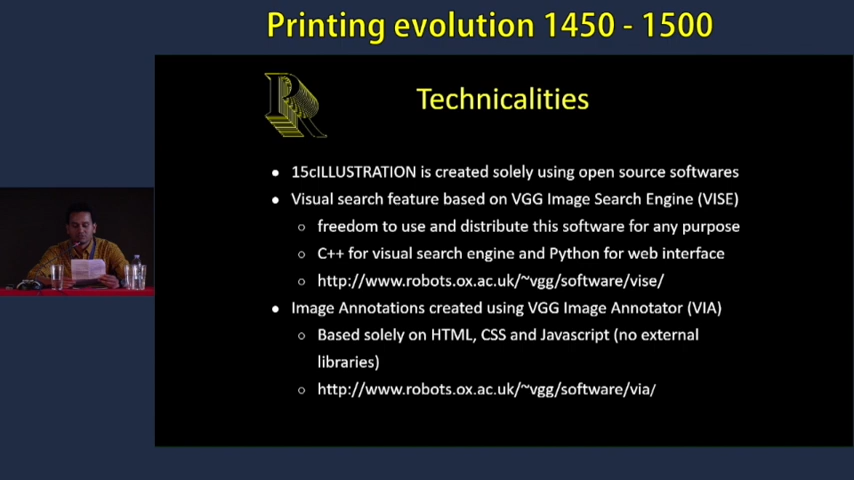 Printing evolution 1450 - 1500
R
Technicalities
● 15cILLUSTRATION is created solely using open source softwares
● Visual search feature based on VGG Image Search Engine (VISE)
○ freedom to use and distribute this software for any purpose
○ C++ for visual search engine and Python for web interface
○ http://www.robots.ox.ac.uk/~vgg/software/vise/
● Image Annotations created using VGG Image Annotator (VIA)
○ Based solely on HTML, CSS and Javascript (no external
libraries)
○ http://www.robots.ox.ac.uk/~vgg/software/via/